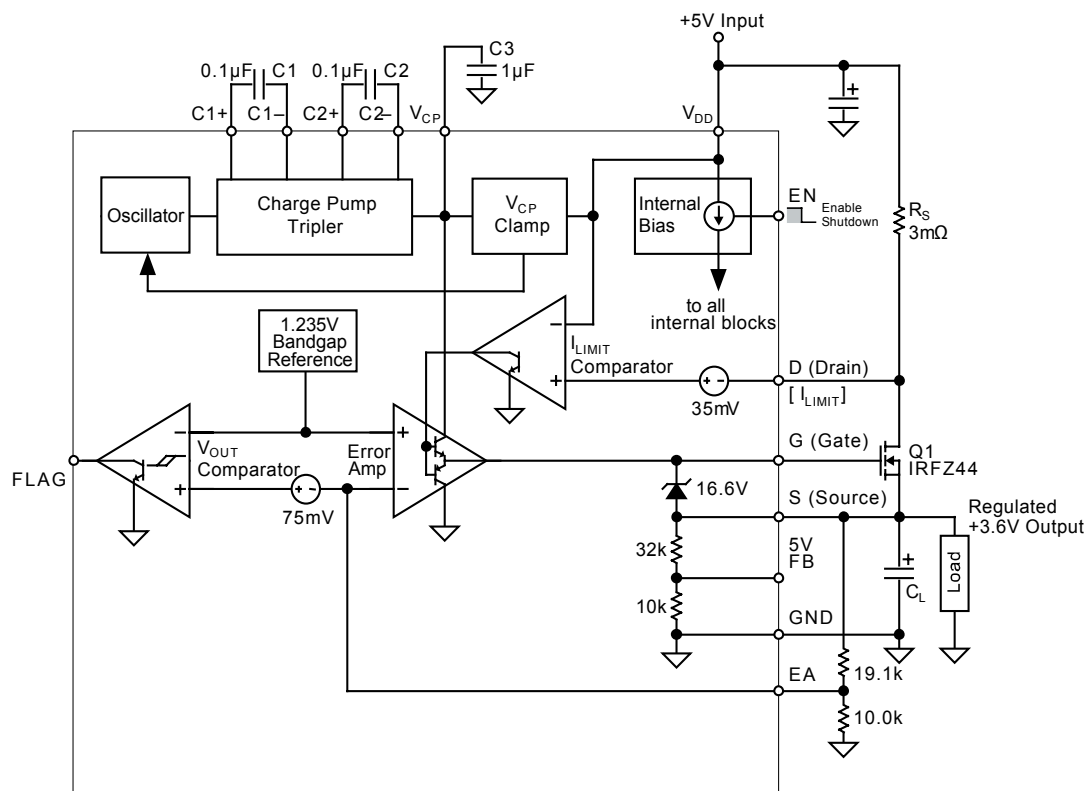 +5V Input
C3
1µF
0.1µF C1 0.1µF C2
C1+ C1– C2+ C2– VCP
VDD
Oscillator
Charge Pump
Tripler
VCP
Clamp
Internal
Bias
EN
Enable
Shutdown
RS
3mΩ
to all
internal blocks
1.235V
Bandgap
Reference
ILIMIT
Comparator
–
+
35mV
D (Drain)
[ ILIMIT]
–
VOUT
Comparator
+
75mV
Error
Amp
+
–
FLAG
G (Gate)
Q1
IRFZ44
16.6V
S (Source)
Regulated
+3.6V Output
32k
5V
FB
10k
+
CL
Load
GND
EA
19.1k
10.0k